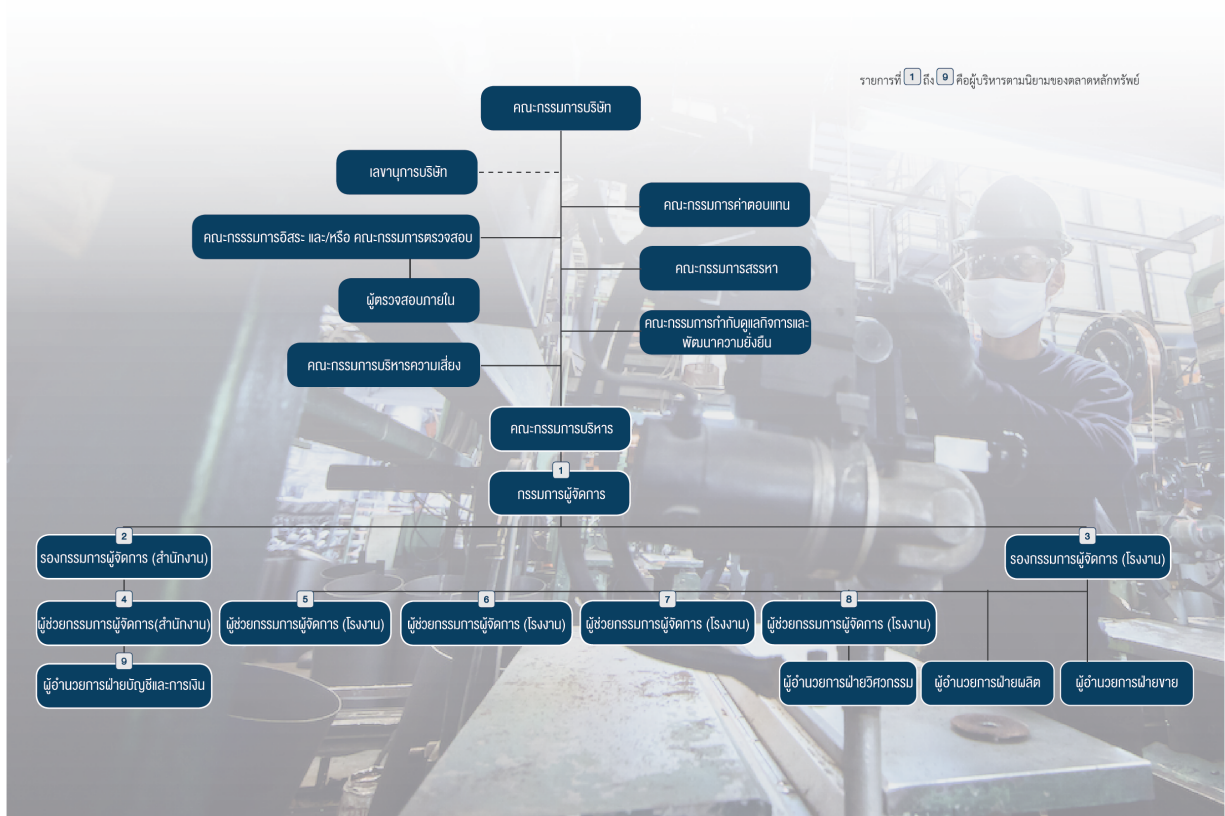 รายการที่ 1 ถึง 9 คือผู้บริหารตามนิยามของตลาดหลักทรัพย์
คณะกรรมการบริษัท
เลขานุการบริษัท
คณะกรรมการค่าตอบแทน
คณะกรรรมการอิสระ และ/หรือ คณะกรรมการตรวจสอบ
คณะกรรมการสรรหา
ผู้ตรวจสอบภายใน
คณะกรรมการกำกับดูแลกิจการและ
พัฒนาความยั่งยืน
คณะกรรมการบริหารความเสี่ยง
คณะกรรมการบริหาร
1
กรรมการผู้จัดการ
2
รองกรรมการผู้จัดการ (สำนักงาน)
3
รองกรรมการผู้จัดการ (โรงงาน)
4
ผู้ช่วยกรรมการผู้จัดการ(สำนักงาน)
5
ผู้ช่วยกรรมการผู้จัดการ (โรงงาน)
6
ผู้ช่วยกรรมการผู้จัดการ (โรงงาน)
7
ผู้ช่วยกรรมการผู้จัดการ (โรงงาน)
8
ผู้ช่วยกรรมการผู้จัดการ (โรงงาน)
9
ผู้อำนวยการฝ่ายบัญชีและการเงิน
ผู้อำนวยการฝ่ายวิศวกรรม
ผู้อำนวยการฝ่ายผลิต
ผู้อำนวยการฝ่ายขาย